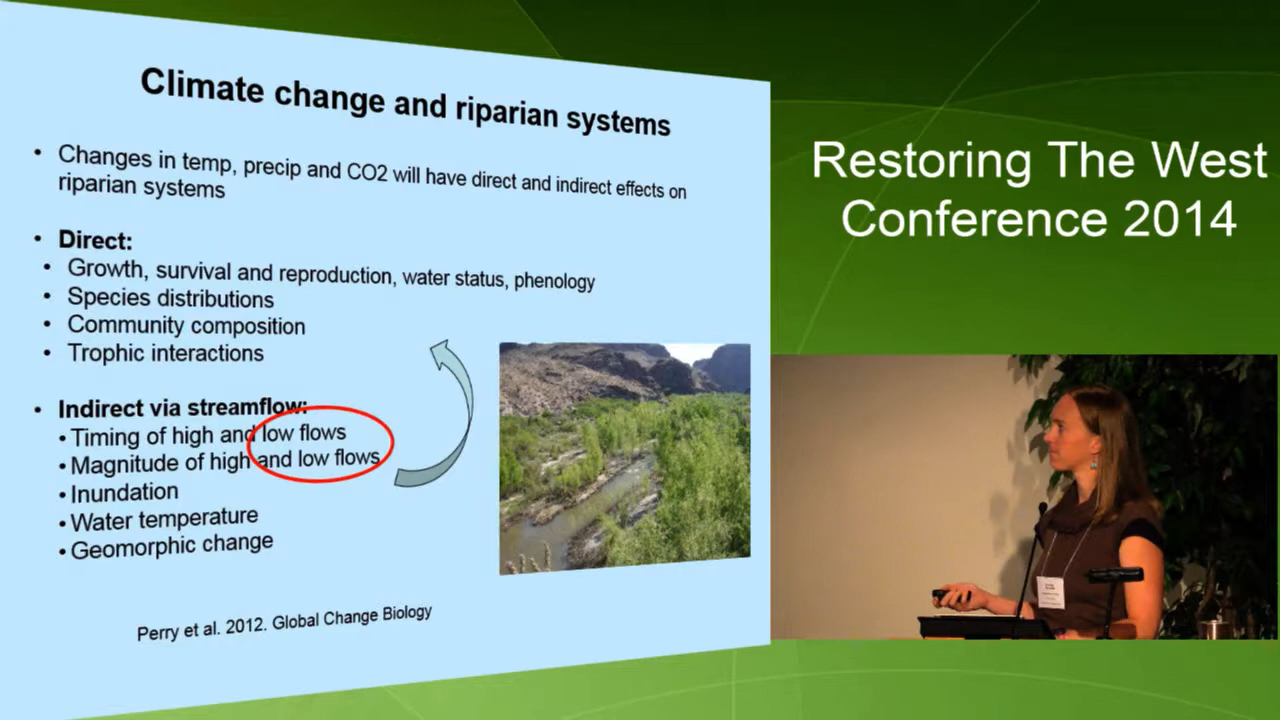 Climate change and riparian systems
• Changes in temp, precip and CO2 will have direct and indirect effects on
riparian systems
• Direct:
• Growth, survival and reproduction, water status, phenology
• Species distributions
• Community composition
• Trophic interactions
• Indirect via streamflow:
• Timing of high and low flows
• Magnitude of high and low flows
• Inundation
• Water temperature
• Geomorphic change
Perry et al. 2012. Global Change Biology
Restoring The West
Conference 2014